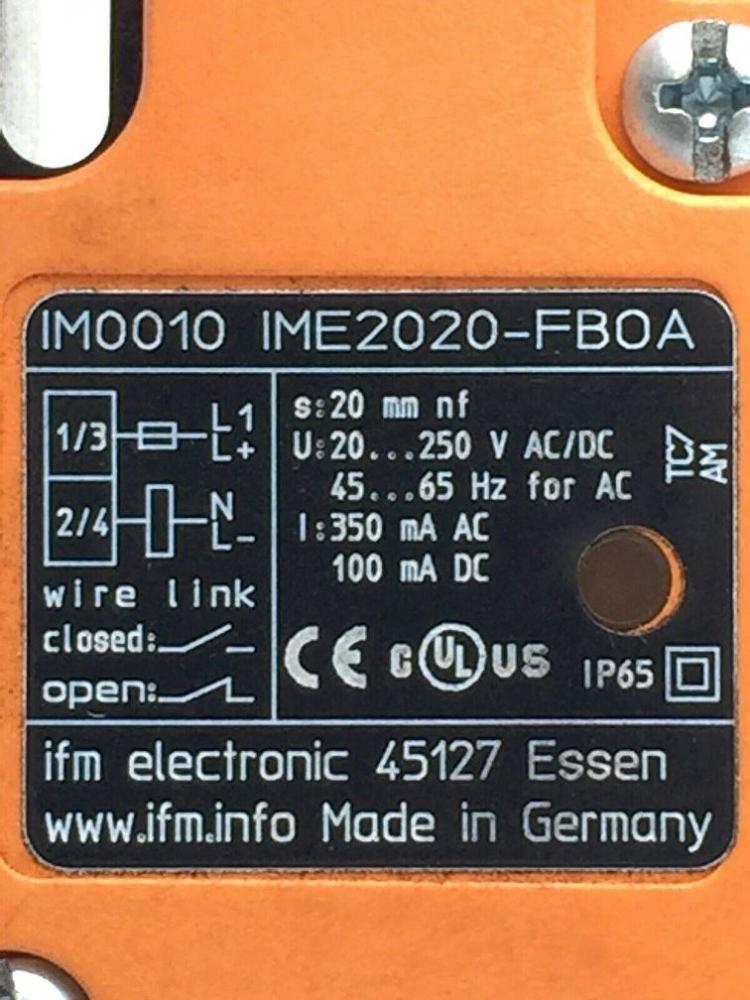 IM0010 IME2020-FBOA
1/3 L1
L+
2/4 N
L-
wire link
closed:
open:
s:20 mm nf
U:20...250 V AC/DC
45...65 Hz for AC
I:350 mA AC
100 mA DC
TC7
AM
CE c UL US IP65
ifm electronic 45127 Essen
www.ifm.info Made in Germany